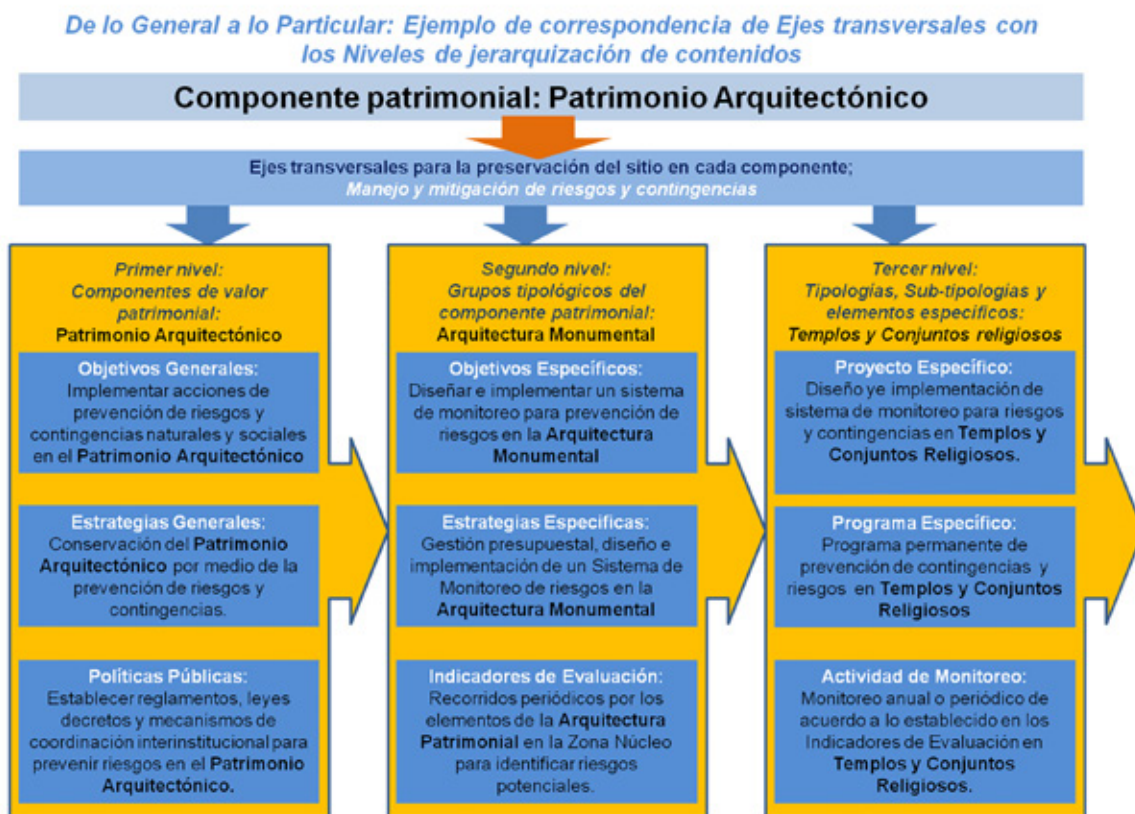 De lo General a lo Particular: Ejemplo de correspondencia de Ejes transversales con
los Niveles de jerarquización de contenidos
Componente patrimonial: Patrimonio Arquitectónico
Ejes transversales para la preservación del sitio en cada componente;
Manejo y mitigación de riesgos y contingencias
Primer nivel:
Componentes de valor
patrimonial:
Patrimonio Arquitectónico
Objetivos Generales:
Implementar acciones de
prevención de riesgos y
contingencias naturales y sociales
en el Patrimonio Arquitectónico
Estrategias Generales:
Conservación del Patrimonio
Arquitectónico por medio de la
prevención de riesgos y
contingencias.
Políticas Públicas:
Establecer reglamentos, leyes
decretos y mecanismos de
coordinación interinstitucional para
prevenir riesgos en el Patrimonio
Arquitectónico.
Segundo nivel:
Grupos tipológicos del
componente patrimonial:
Arquitectura Monumental
Objetivos Específicos:
Diseñar e implementar un sistema
de monitoreo para prevención de
riesgos en la Arquitectura
Monumental
Estrategias Especificas:
Gestión presupuestal, diseño e
implementación de un Sistema de
Monitoreo de riesgos en la
Arquitectura Monumental
Indicadores de Evaluación:
Recorridos periódicos por los
elementos de la Arquitectura
Patrimonial en la Zona Núcleo
para identificar riesgos
potenciales.
Tercer nivel:
Tipologías, Sub-tipologías y
elementos específicos:
Templos y Conjuntos religiosos
Proyecto Específico:
Diseño ye implementación de
sistema de monitoreo para riesgos
y contingencias en Templos y
Conjuntos Religiosos.
Programa Específico:
Programa permanente de
prevención de contingencias y
riesgos en Templos y Conjuntos
Religiosos
Actividad de Monitoreo:
Monitoreo anual o periódico de
acuerdo a lo establecido en los
Indicadores de Evaluación en
Templos y Conjuntos
Religiosos.